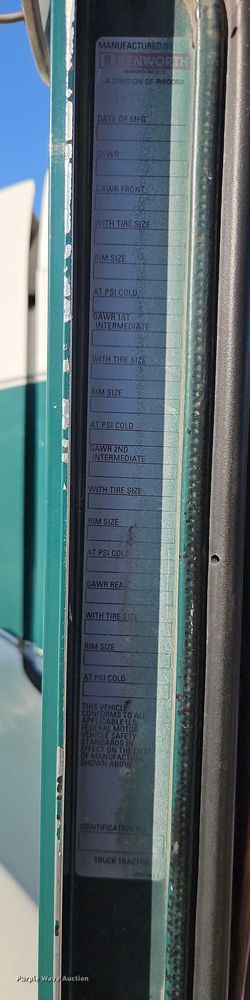 MANUFACTURED BY
KENWORTH
A DIVISION OF PACCAR
DATE OF MFG
GVWR
GAWR FRONT
WITH TIRE SIZE
RIM SIZE
AT PSI COLD
GAWR 1ST
INTERMEDIATE
WITH TIRE SIZE
RIM SIZE
AT PSI COLD
GAWR 2ND
INTERMEDIATE
WITH TIRE SIZE
RIM SIZE
AT PSI COLD
GAWR REAR
WITH TIRE SIZE
RIM SIZE
AT PSI COLD
THIS VEHICLE
CONFORMS TO ALL
APPLICABLE U.S.
FEDERAL MOTOR
VEHICLE SAFETY
STANDARDS IN
EFFECT ON THE DATE
OF MANUFACTURE
SHOWN ABOVE
IDENTIFICATION NO.
TRUCK TRACTOR
Purple Wave Auction